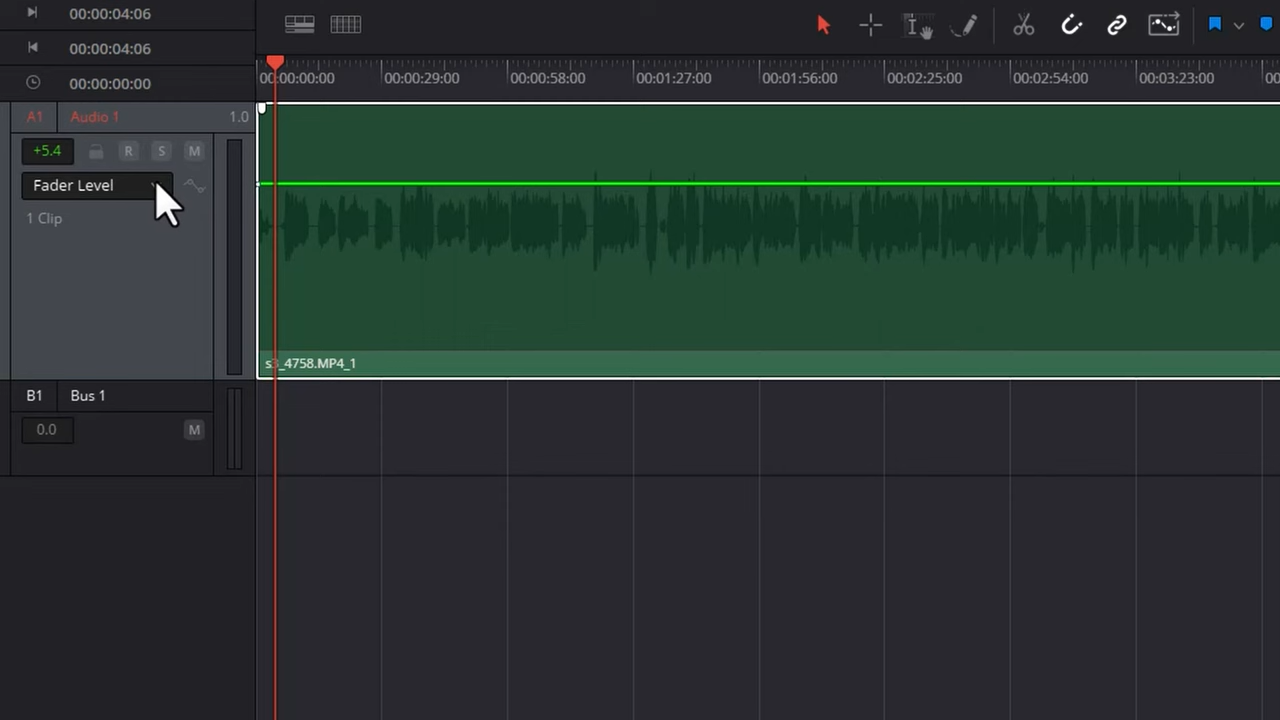 00:00:04:06
00:00:04:06
00:00:00:00
00:00:00:00 00:00:29:00 00:00:58:00 00:01:27:00 00:01:56:00 00:02:25:00 00:02:54:00 00:03:23:00 00
A1 Audio 1 1.0
+5.4 R S M
Fader Level
1 Clip
s3_4758.MP4_1
B1 Bus 1
0.0 M